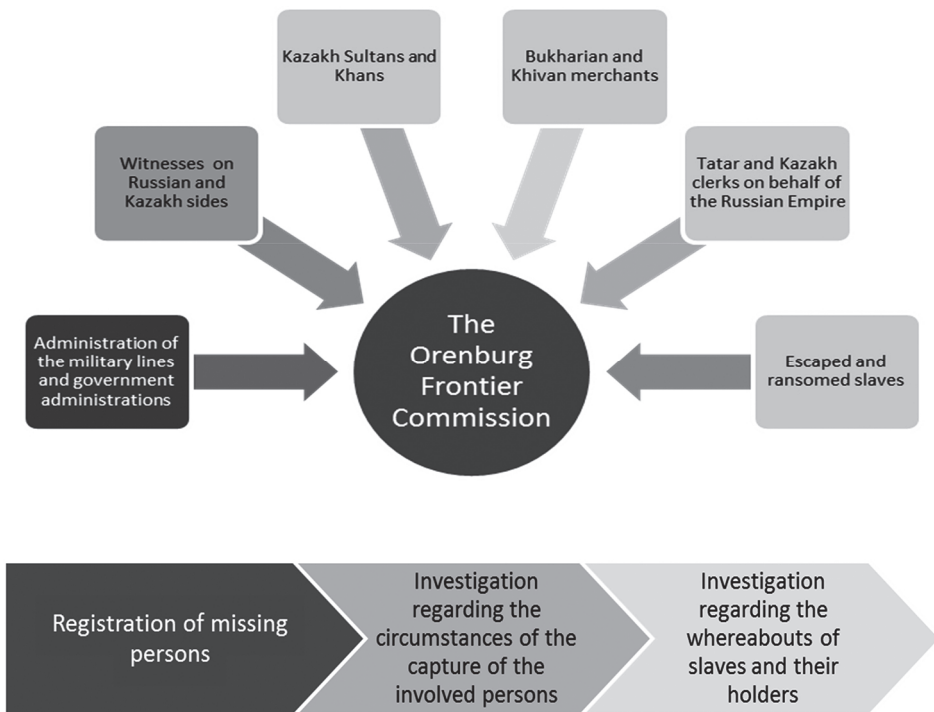 Kazakh Sultans and
Khans
Bukharian and
Khivan merchants
Witnesses on
Russian and
Kazakh sides
Tatar and Kazakh
clerks on behalf of
the Russian Empire
Administration of
the military lines
and government
administrations
The
Orenburg
Frontier
Commission
Escaped and
ransomed slaves
Registration of missing
persons
Investigation
regarding the
circumstances of the
capture of the
involved persons
Investigation
regarding the
whereabouts of
slaves and their
holders